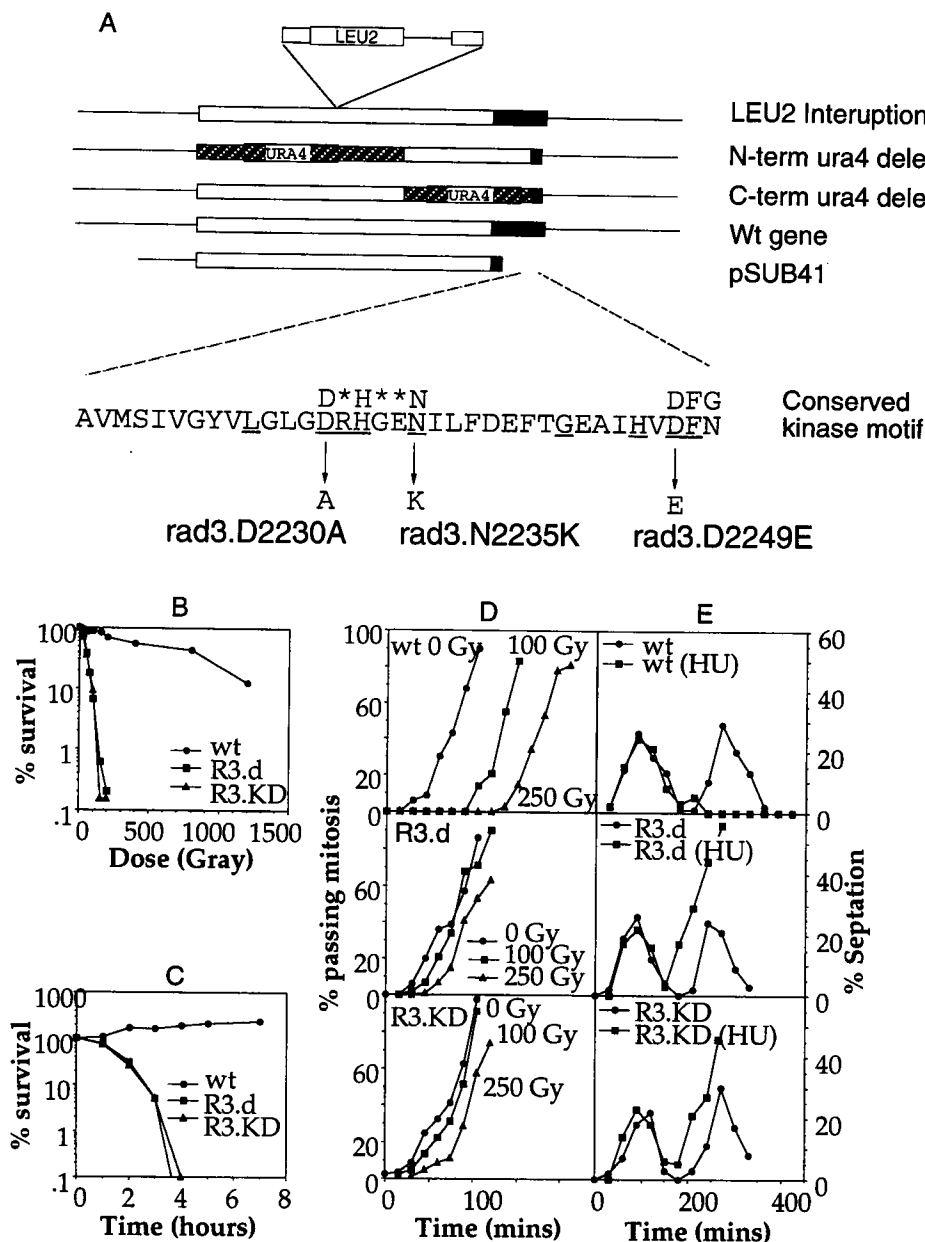 A
LEU2
LEU2 Interuption
URA4
N-term ura4 dele
URA4
C-term ura4 dele
Wt gene
pSUB41
D*H**N
DFG
Conserved
AVMSIVGYVLGLGDRHGENILFDEFTGEAIHVDFN
kinase motif
A
K
E
rad3.D2230A
rad3.N2235K
rad3.D2249E
B
100
10
1
.1
% survival
wt
R3.d
R3.KD
0
500
1000
1500
Dose (Gray)
C
1000
100
10
1
.1
% survival
wt
R3.d
R3.KD
0
2
4
6
8
Time (hours)
D
100
60
20
0
wt 0 Gy
100 Gy
250 Gy
% passing mitosis
60
20
0
R3.d
0 Gy
100 Gy
250 Gy
60
20
0
R3.KD
0 Gy
100 Gy
250 Gy
0
100
Time (mins)
E
wt
wt (HU)
60
40
20
0
R3.d
R3.d (HU)
40
20
0
% Septation
R3.KD
R3.KD (HU)
40
20
0
0
200
400
Time (mins)